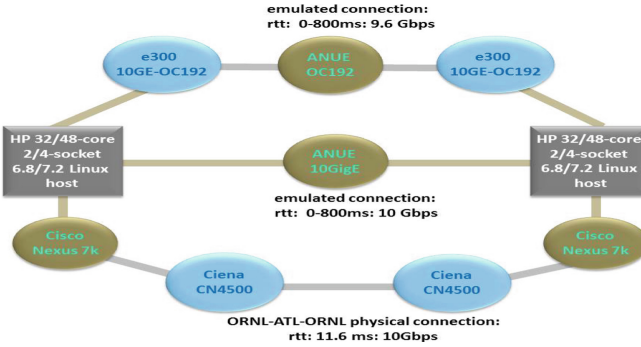 emulated connection:
rtt: 0-800ms: 9.6 Gbps
e300
10GE-OC192
ANUE
OC192
e300
10GE-OC192
HP 32/48-core
2/4-socket
6.8/7.2 Linux
host
ANUE
10GigE
HP 32/48-core
2/4-socket
6.8/7.2 Linux
host
emulated connection:
rtt: 0-800ms: 10 Gbps
Cisco
Nexus 7k
Cisco
Nexus 7k
Ciena
CN4500
Ciena
CN4500
ORNL-ATL-ORNL physical connection:
rtt: 11.6 ms: 10Gbps